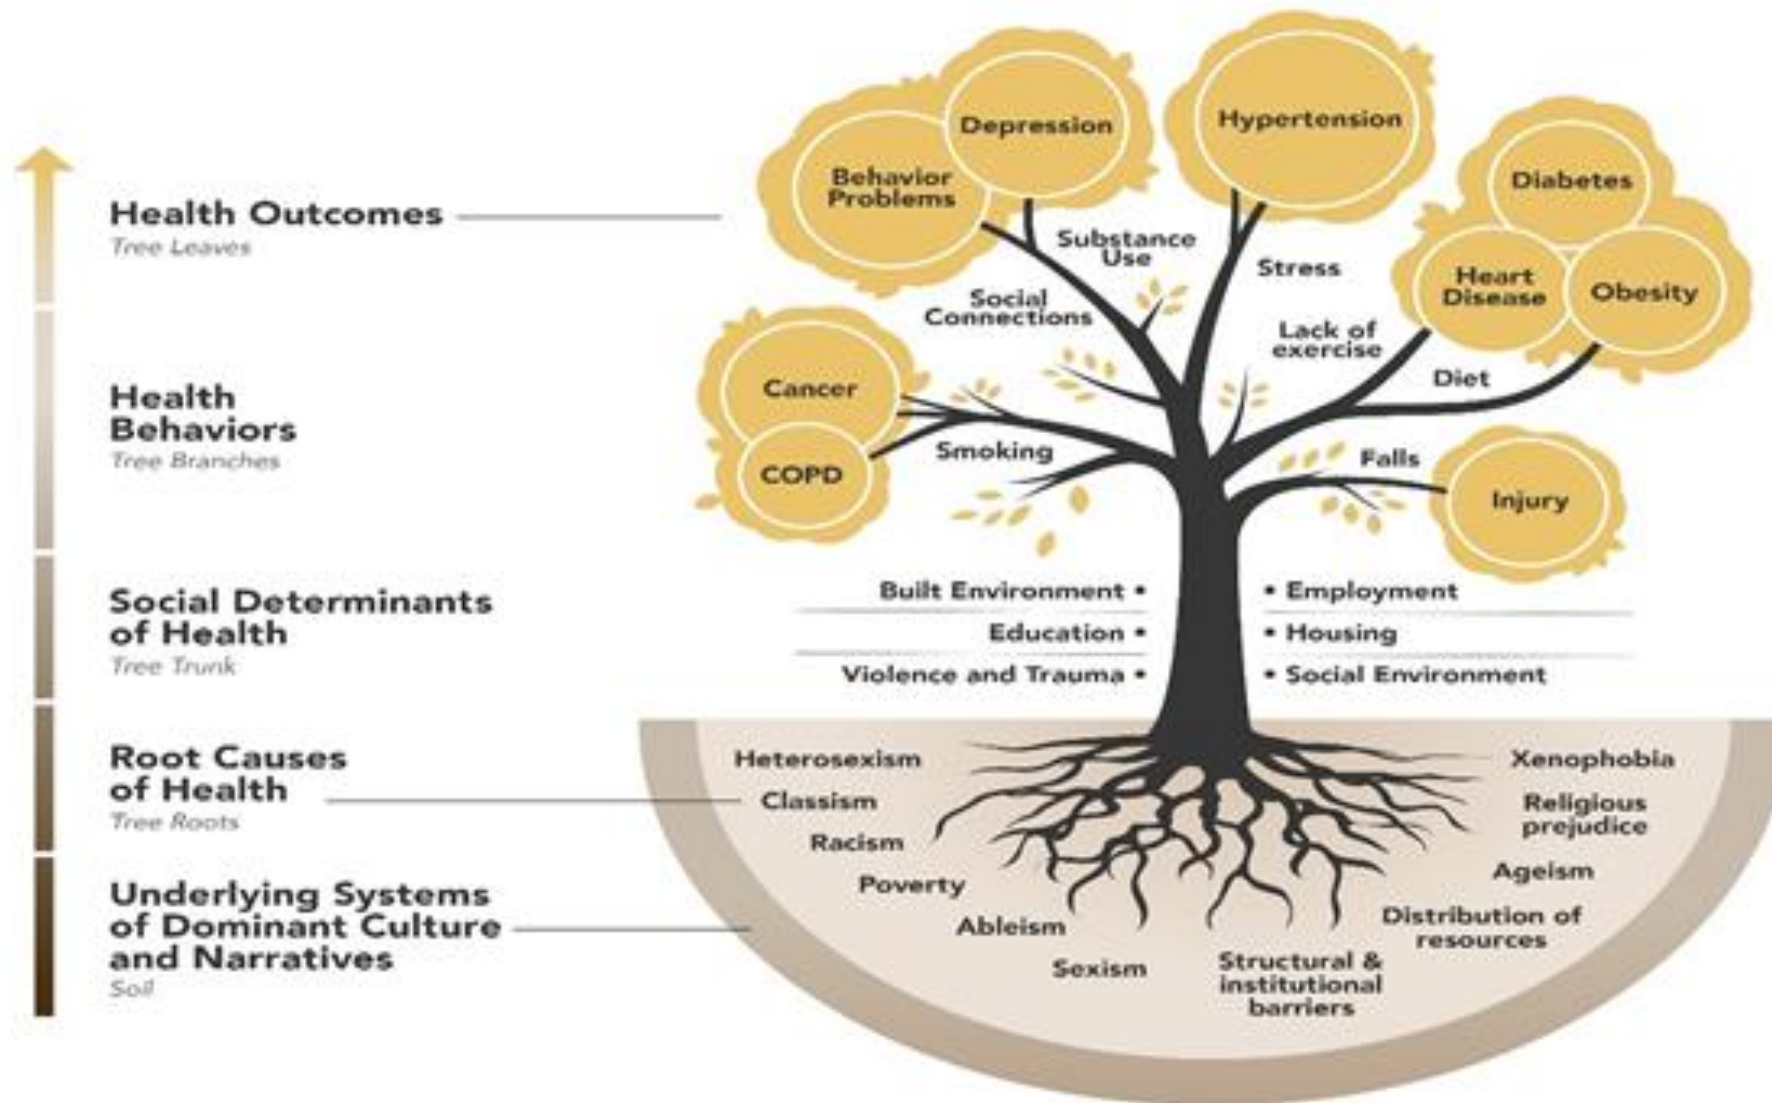 Health Outcomes
Tree Leaves
Health
Behaviors
Tree Branches
Social Determinants
of Health
Tree Trunk
Root Causes
of Health
Tree Roots
Underlying Systems
of Dominant Culture
and Narratives
Soil
Depression
Behavior
Problems
Hypertension
Diabetes
Heart
Disease
Obesity
Substance
Use
Stress
Social
Connections
Lack of
exercise
Diet
Cancer
COPD
Smoking
Falls
Injury
Built Environment •
Education •
Violence and Trauma •
• Employment
• Housing
• Social Environment
Heterosexism
Classism
Racism
Poverty
Ableism
Sexism
Structural &
institutional
barriers
Distribution of
resources
Ageism
Religious
prejudice
Xenophobia